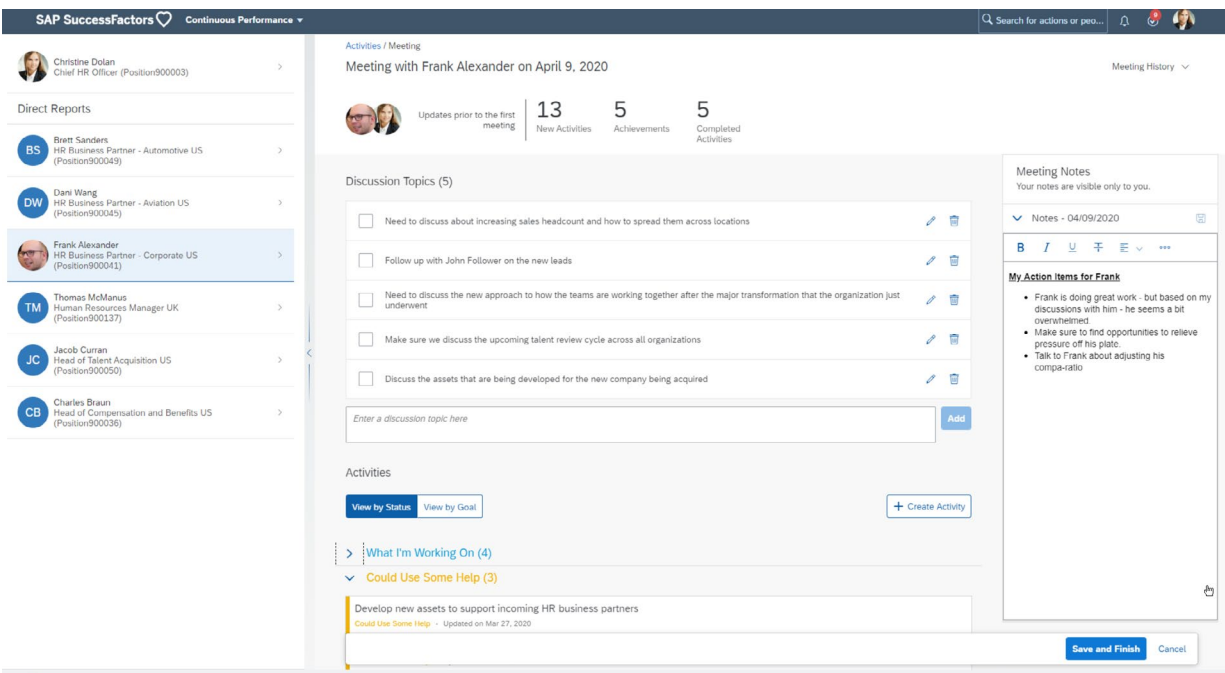 SAP SuccessFactors Continuous Performance
Search for actions or peo...
Christine Dolan
Chief HR Officer (Position900003)
Direct Reports
BS
Brett Sanders
HR Business Partner - Automotive US
(Position900049)
DW
Dani Wang
HR Business Partner - Aviation US
(Position900045)
Frank Alexander
HR Business Partner - Corporate US
(Position900041)
TM
Thomas McManus
Human Resources Manager UK
(Position900137)
JC
Jacob Curran
Head of Talent Acquisition US
(Position900050)
CB
Charles Braun
Head of Compensation and Benefits US
(Position900036)
Activities / Meeting
Meeting with Frank Alexander on April 9, 2020
Meeting History
Updates prior to the first
meeting
13
New Activities
5
Achievements
5
Completed
Activities
Discussion Topics (5)
Need to discuss about increasing sales headcount and how to spread them across locations
Follow up with John Follower on the new leads
Need to discuss the new approach to how the teams are working together after the major transformation that the organization just
underwent
Make sure we discuss the upcoming talent review cycle across all organizations
Discuss the assets that are being developed for the new company being acquired
Enter a discussion topic here
Add
Activities
View by Status View by Goal
+ Create Activity
What I'm Working On (4)
Could Use Some Help (3)
Develop new assets to support incoming HR business partners
Could Use Some Help - Updated on Mar 27, 2020
Meeting Notes
Your notes are visible only to you.
Notes - 04/09/2020
B I U T
My Action Items for Frank
• Frank is doing great work - but based on my
discussions with him - he seems a bit
overwhelmed.
• Make sure to find opportunities to relieve
pressure off his plate.
• Talk to Frank about adjusting his
compa-ratio
Save and Finish Cancel